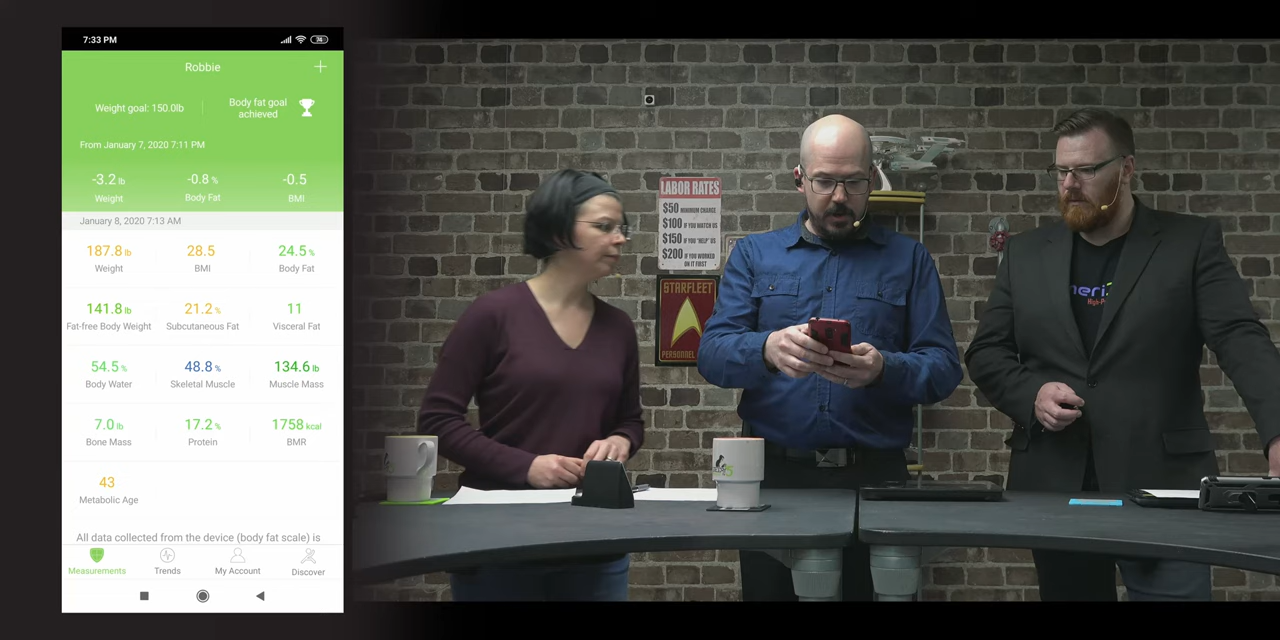 7:33 PM
74
Robbie
Weight goal: 150.0lb
Body fat goal
achieved
From January 7, 2020 7:11 PM
-3.2 lb
-0.8 %
-0.5
Weight
Body Fat
BMI
January 8, 2020 7:13 AM
187.8 lb
28.5
24.5 %
Weight
BMI
Body Fat
141.8 lb
21.2 %
11
Fat-free Body Weight
Subcutaneous Fat
Visceral Fat
54.5 %
48.8 %
134.6 lb
Body Water
Skeletal Muscle
Muscle Mass
7.0 lb
17.2 %
1758 kcal
Bone Mass
Protein
BMR
43
Metabolic Age
All data collected from the device (body fat scale) is
Measurements
Trends
My Account
Discover
LABOR RATES
$50 MINIMUM CHARGE
$100 IF YOU WATCH US
$150 IF YOU "HELP" US
$200 IF YOU WORKED
ON IT FIRST
STARFLEET
PERSONNEL